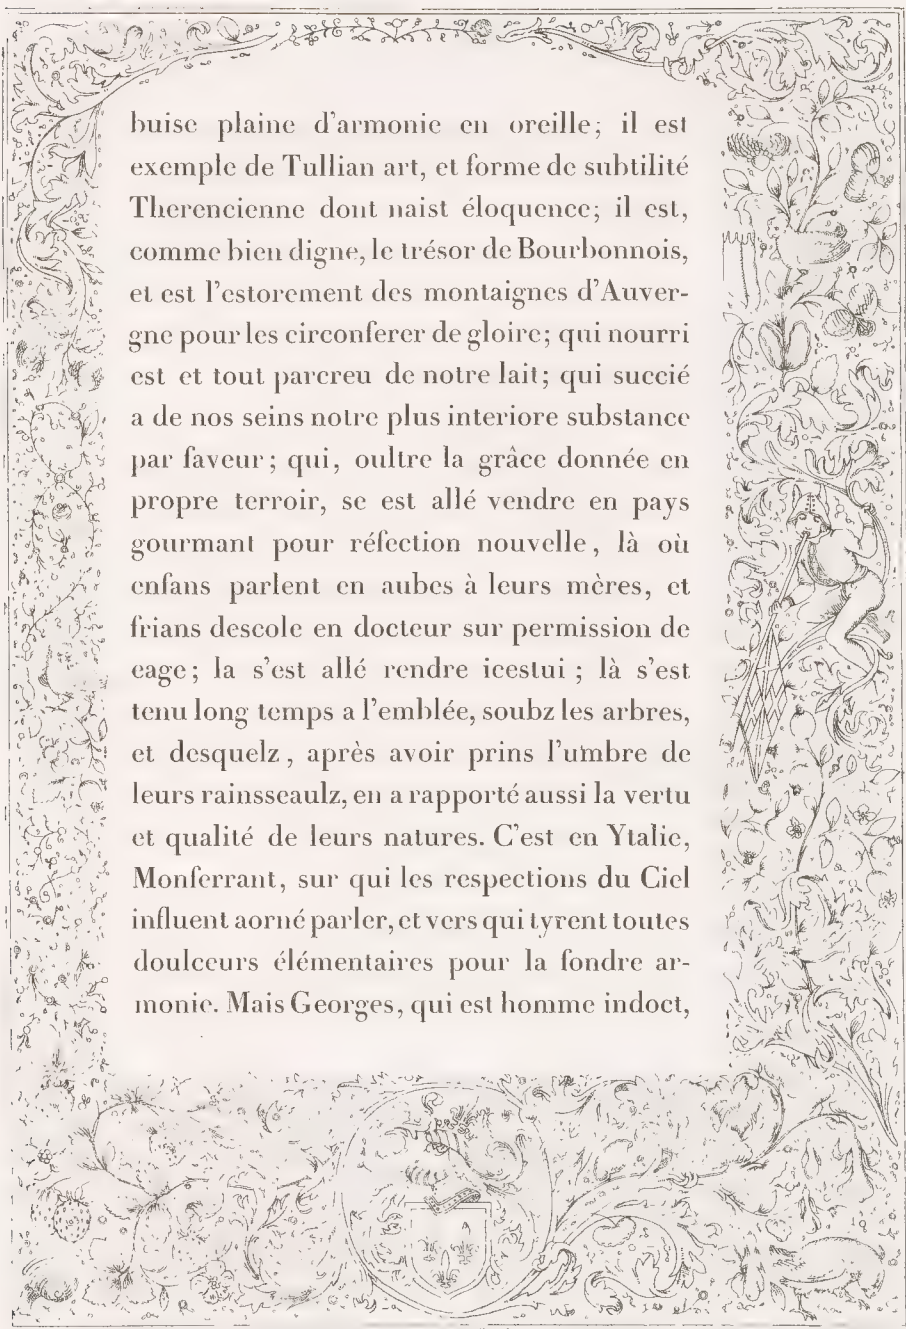 buise plaine d'armonie en oreille; il est
exemple de Tullian art, et forme de subtilité
Therencienne dont naist éloquence; il est,
comme bien digne, le trésor de Bourbonnois,
et est l'estorement des montaignes d'Auver-
gne pour les circonferer de gloire; qui nourri
est et tout parcreu de notre lait; qui succié
a de nos seins notre plus interiore substance
par faveur; qui, oultre la grâce donnée en
propre terroir, se est allé vendre en pays
gourmant pour réfection nouvelle, là où
enfans parlent en aubes à leurs mères, et
frians descole en docteur sur permission de
eage; la s'est allé rendre icestui; là s'est
tenu long temps a l'emblée, soubz les arbres,
et desquelz, après avoir prins l'umbre de
leurs rainsseaulz, en a rapporté aussi la vertu
et qualité de leurs natures. C'est en Ytalie,
Monferrant, sur qui les respections du Ciel
influent aorné parler, et vers qui tyrent toutes
doulceurs élémentaires pour la fondre ar-
monie. Mais Georges, qui est homme indoct,